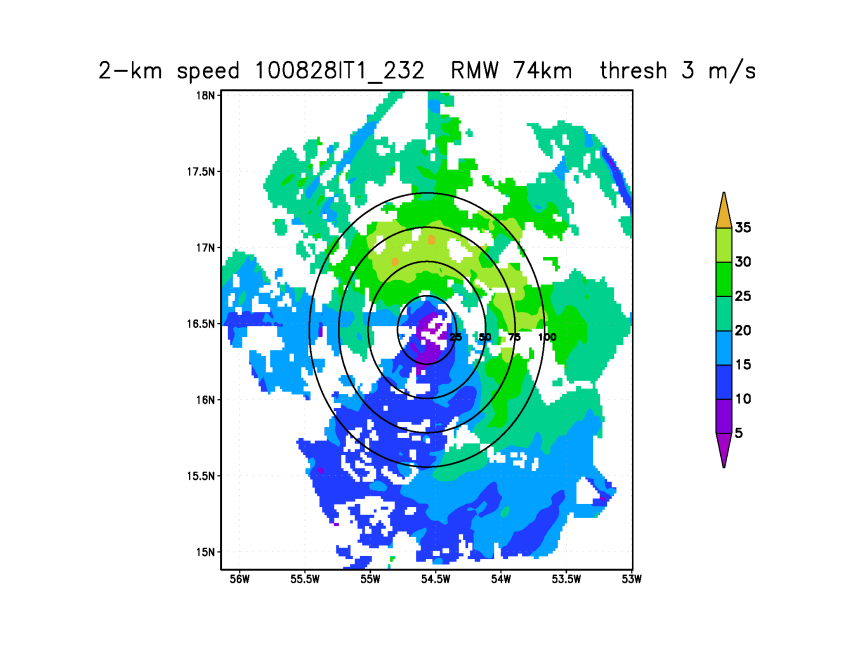 2-km speed 100828IT1_232 RMW 74km thresh 3 m/s
18N
17.5N
17N
16.5N
16N
15.5N
15N
56W 55.5W 55W 54.5W 54W 53.5W 53W
25 50 75 100
35
30
25
20
15
10
5